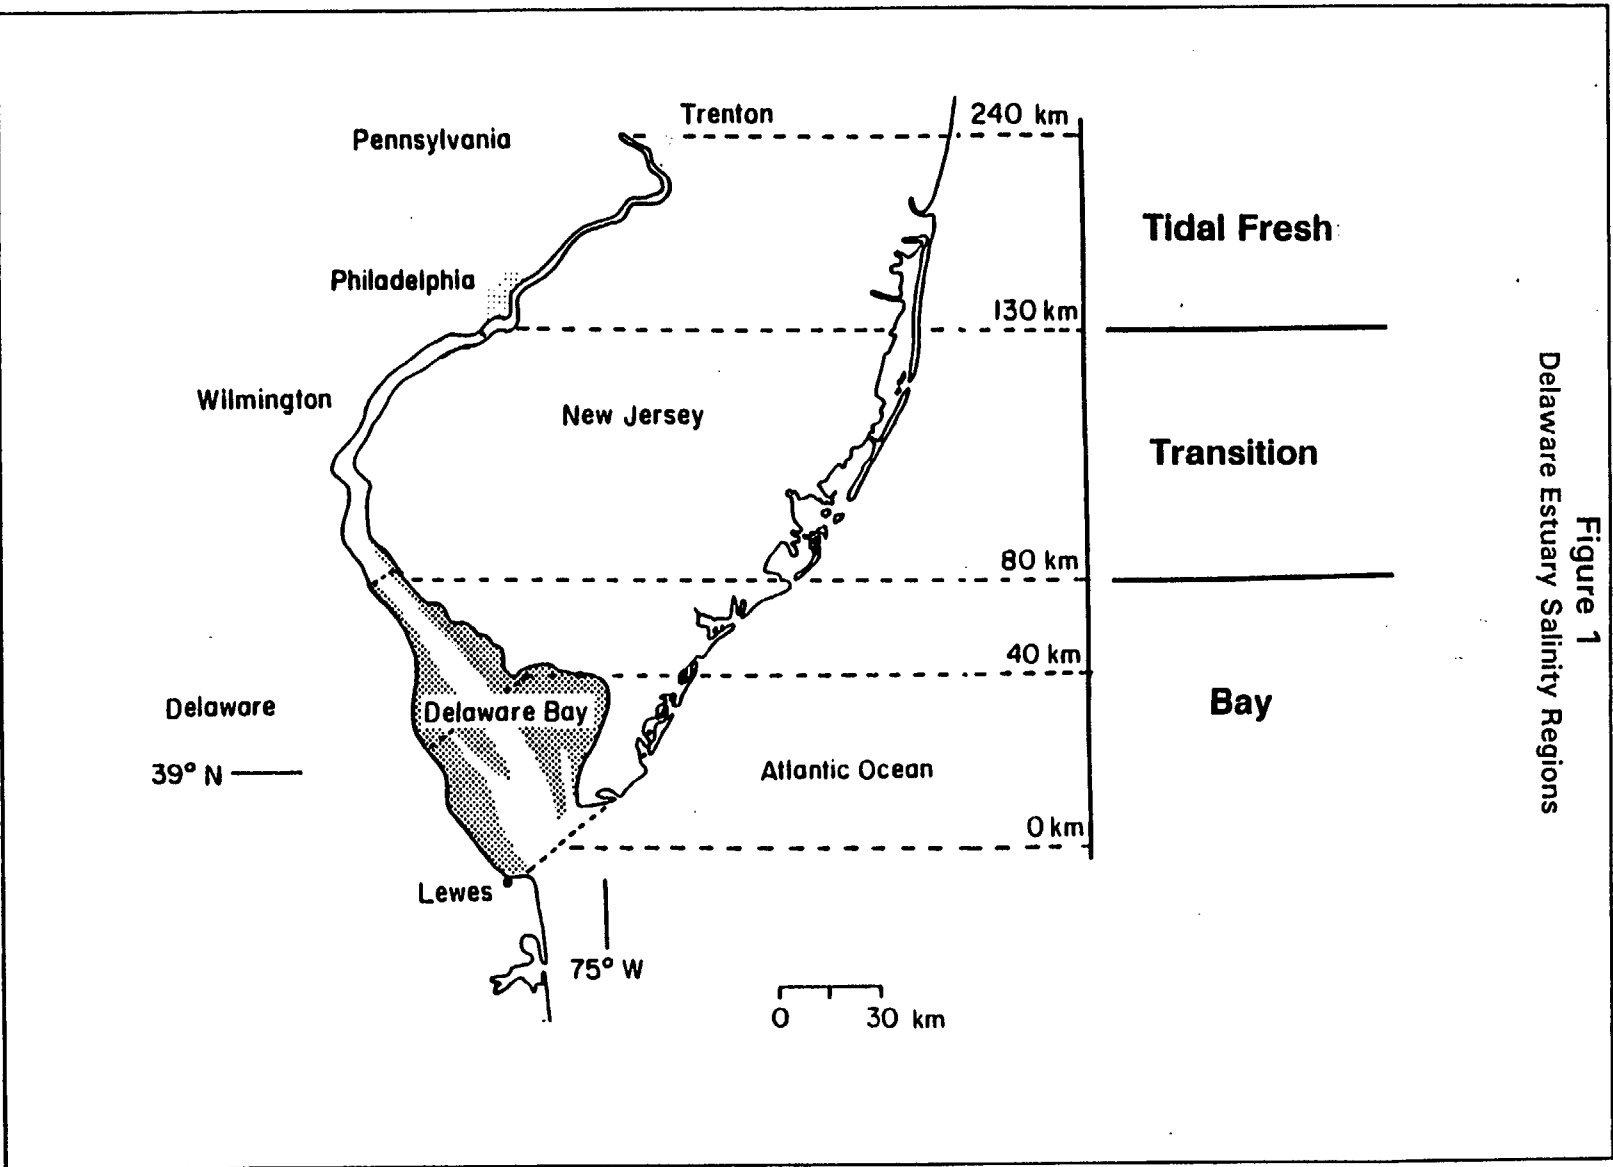 Figure 1
Delaware Estuary Salinity Regions
Trenton
240 km
Pennsylvania
Tidal Fresh
Philadelphia
130 km
Wilmington
New Jersey
Transition
80 km
40 km
Delaware
Delaware Bay
Bay
39° N
Atlantic Ocean
0 km
Lewes
75° W
0 30 km